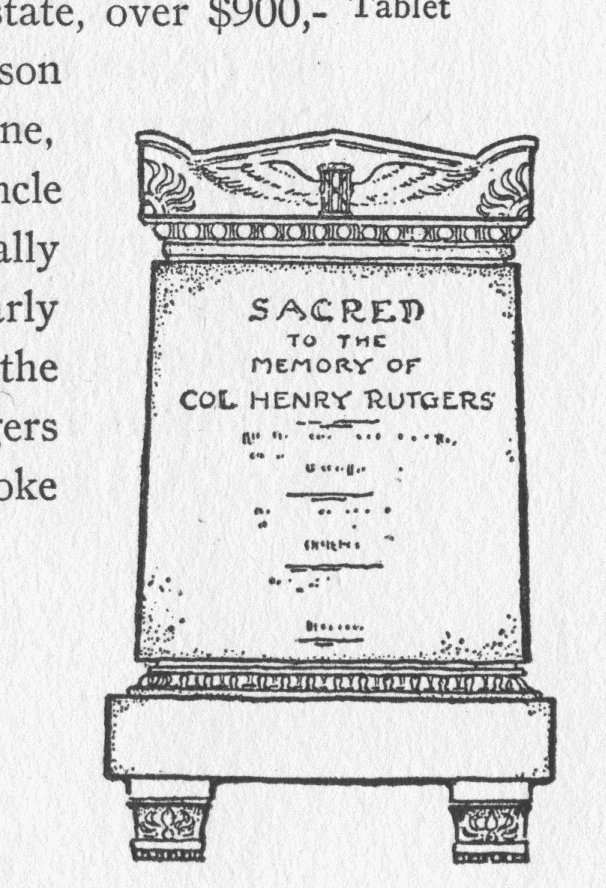 state, over $900,- Tablet
son
ne,
ncle
ally
arly
the
gers
oke
SACRED
TO THE
MEMORY OF
COL HENRY RUTGERS